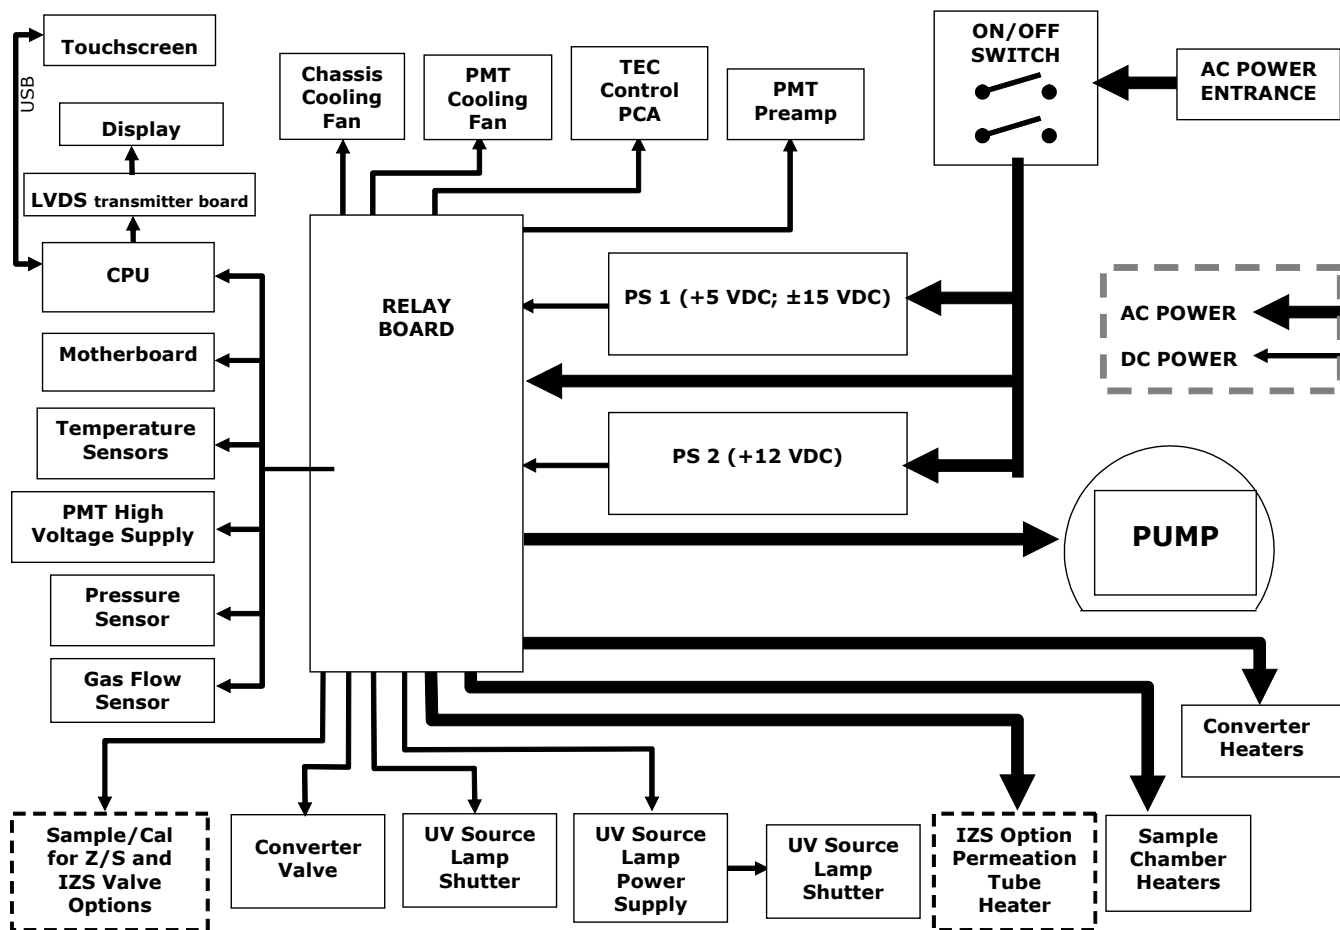 Touchscreen
USB
Display
LVDS transmitter board
CPU
Motherboard
Temperature
Sensors
PMT High
Voltage Supply
Pressure
Sensor
Gas Flow
Sensor
Chassis
Cooling
Fan
PMT
Cooling
Fan
TEC
Control
PCA
PMT
Preamp
ON/OFF
SWITCH
AC POWER
ENTRANCE
RELAY
BOARD
PS 1 (+5 VDC; ±15 VDC)
PS 2 (+12 VDC)
AC POWER
DC POWER
PUMP
Converter
Heaters
Sample/Cal
for Z/S and
IZS Valve
Options
Converter
Valve
UV Source
Lamp
Shutter
UV Source
Lamp
Power
Supply
UV Source
Lamp
Shutter
IZS Option
Permeation
Tube
Heater
Sample
Chamber
Heaters